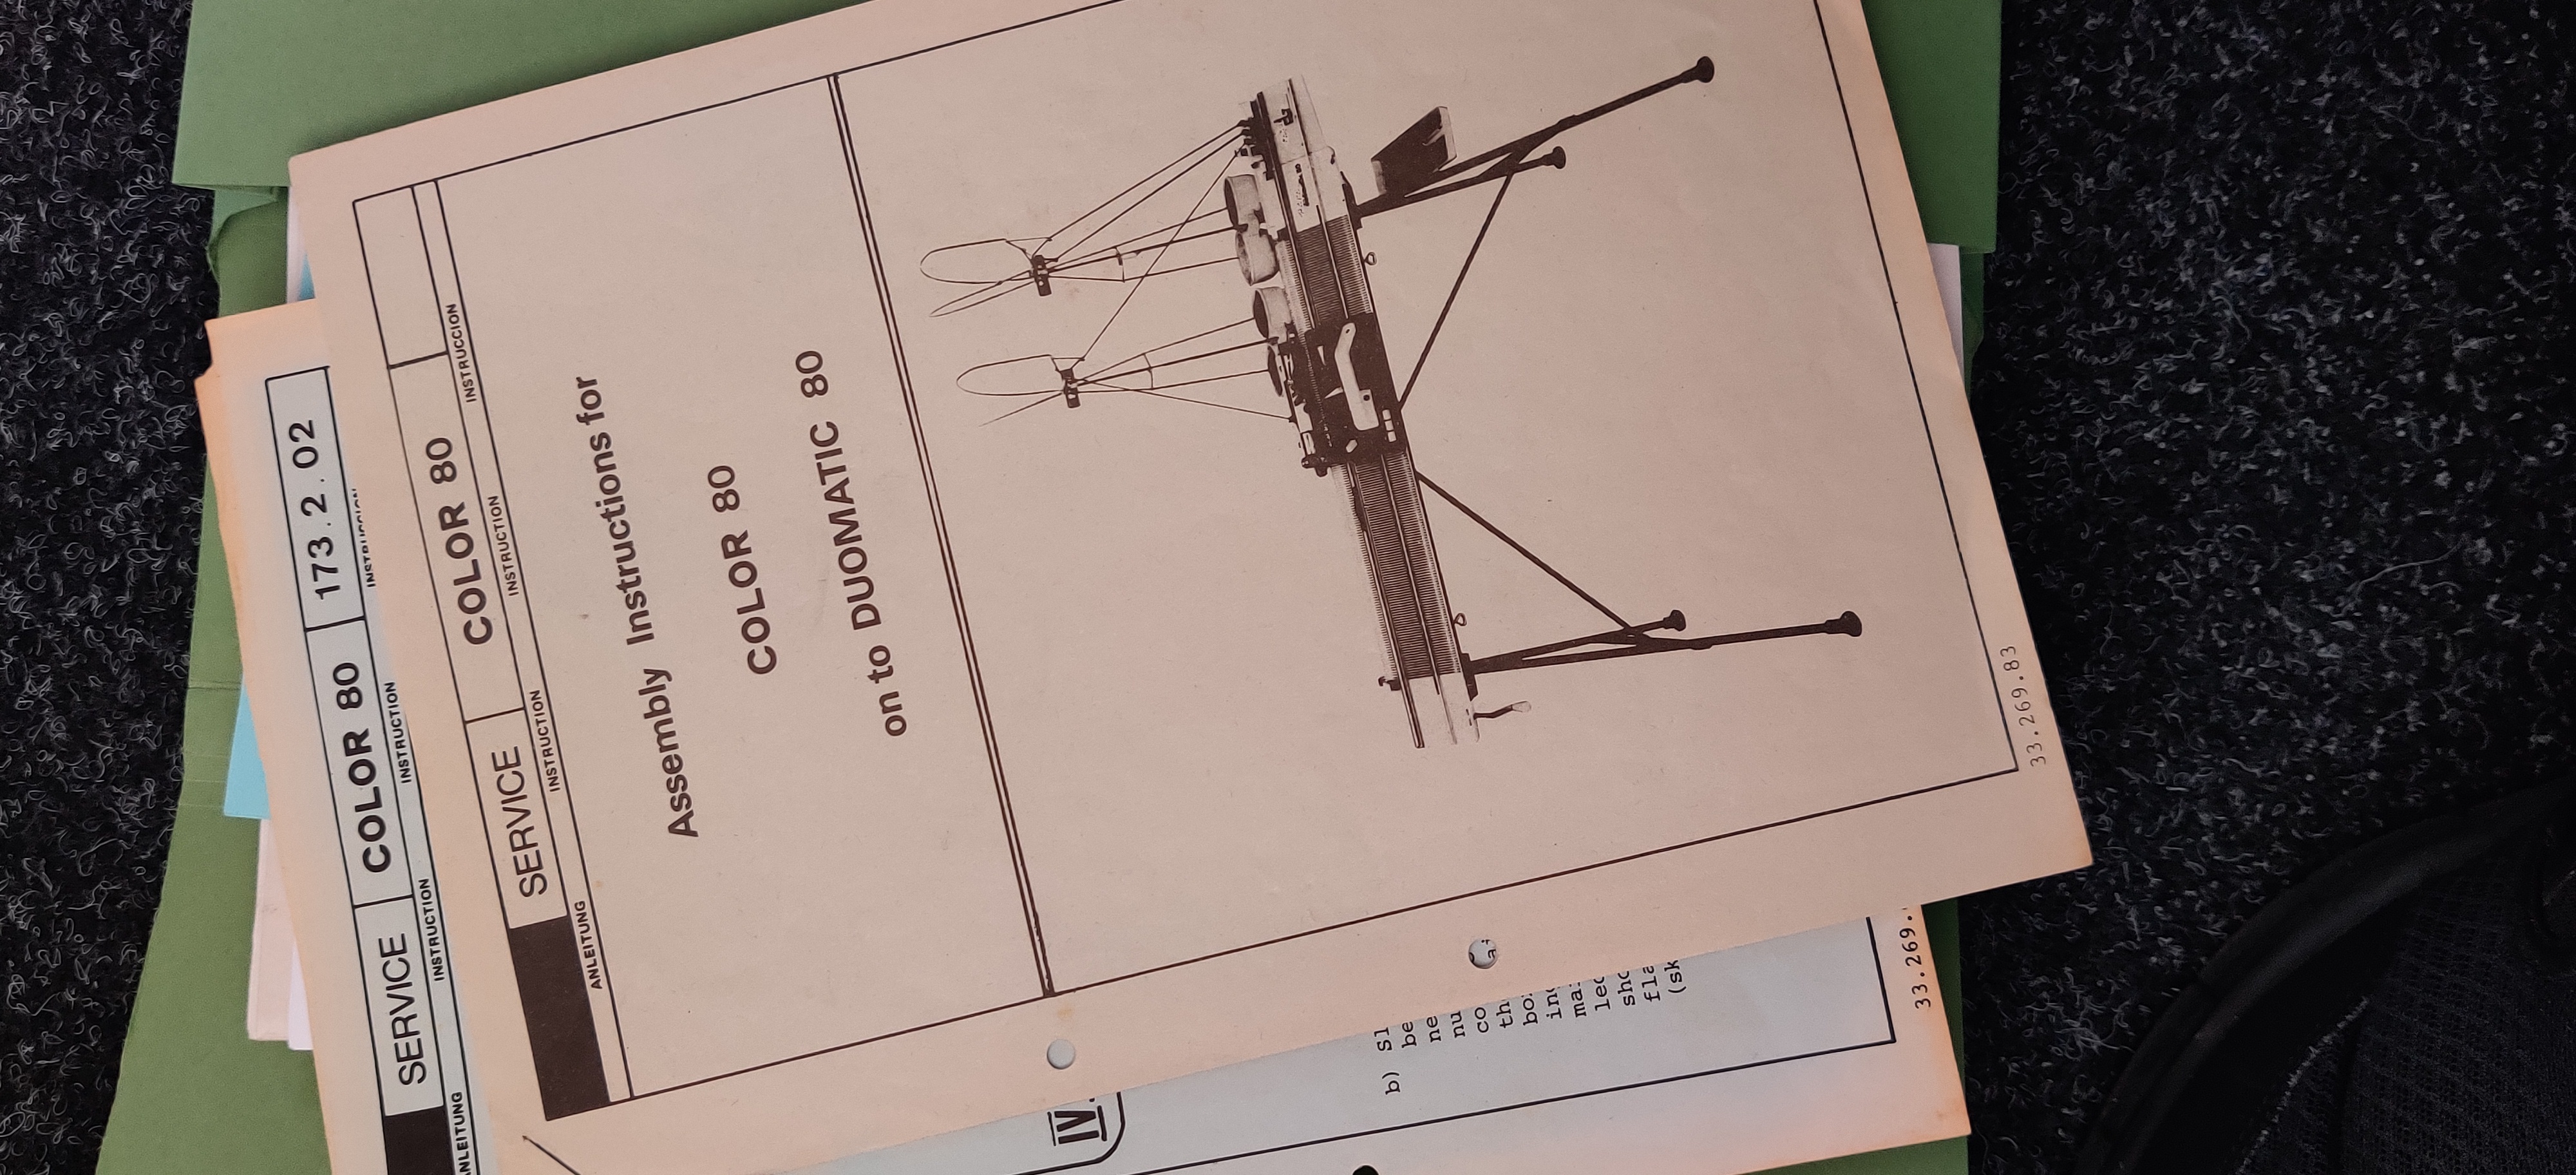 SERVICE COLOR 80
ANLEITUNG INSTRUCTION INSTRUCTION INSTRUCCION
Assembly Instructions for
COLOR 80
on to DUOMATIC 80
33.269.83
SERVICE COLOR 80 173.2.02
ANLEITUNG INSTRUCTION INSTRUCTION INSTRUCCION
IV.
b) Sl
be
ne
nu
co
th
bo
in
ma
led
sho
fla
(sk
33.269.